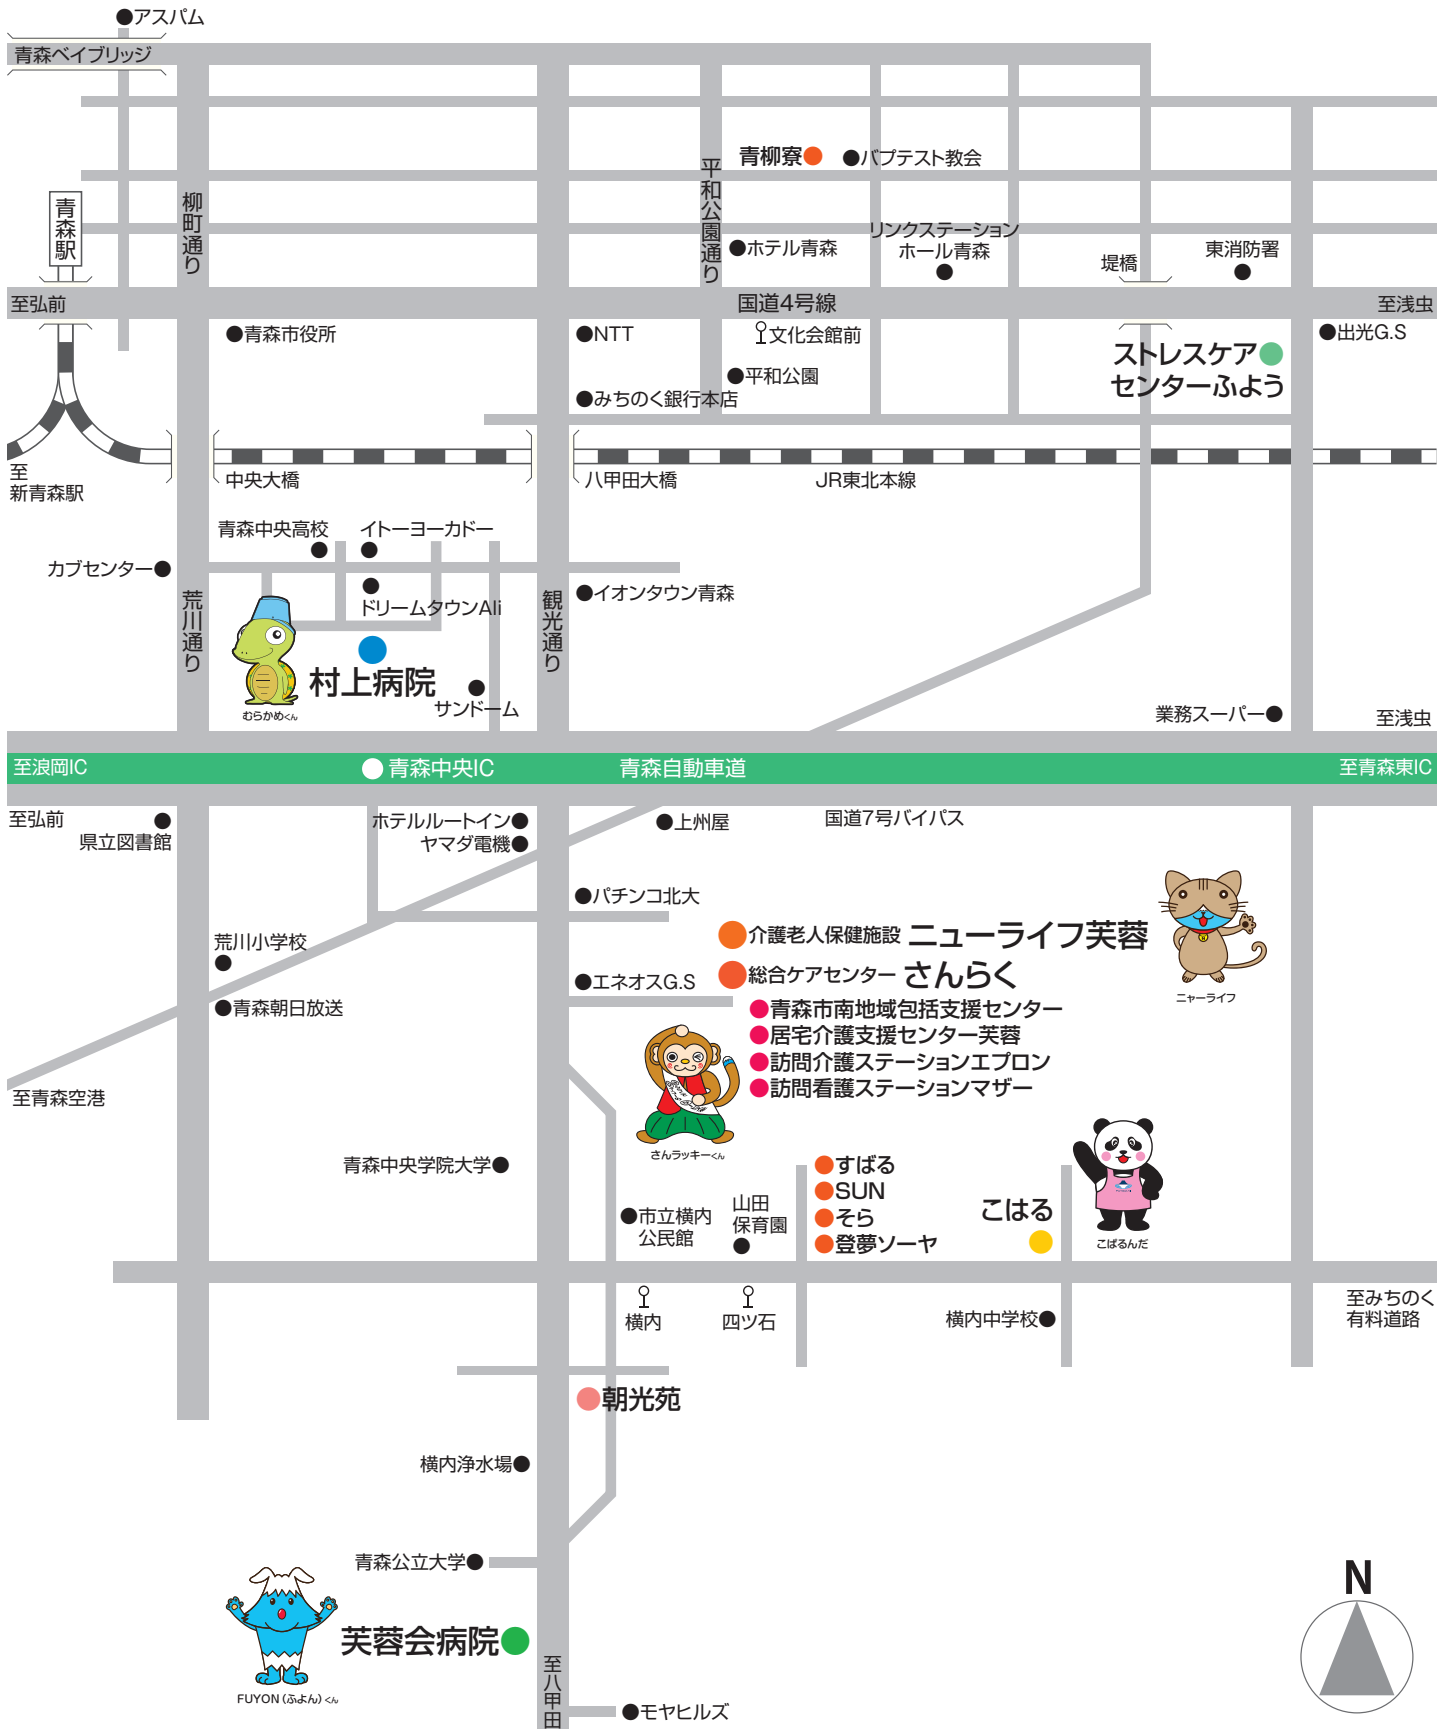 ●アスパム
青森ベイブリッジ
青柳寮●
●バプテスト教会
平和公園通り
柳町通り
青森駅
●ホテル青森
リンクステーション
ホール青森
●
堤橋
東消防署
●
至弘前
国道4号線
至浅虫
●青森市役所
●NTT
文化会館前
●出光G.S
ストレスケア●
センターふよう
●平和公園
●みちのく銀行本店
至
新青森駅
中央大橋
八甲田大橋
JR東北本線
青森中央高校
イトーヨーカドー
カブセンター●
ドリームタウンAli
●イオンタウン青森
荒川通り
観光通り
村上病院
サンドーム
むらかめくん
業務スーパー●
至浅虫
至浪岡IC
青森中央IC
青森自動車道
至青森東IC
至弘前
県立図書館
ホテルルートイン●
ヤマダ電機●
●上州屋
国道7号バイパス
●パチンコ北大
荒川小学校
●介護老人保健施設 ニューライフ芙蓉
●総合ケアセンター さんらく
●エネオスG.S
ニャーライフ
●青森朝日放送
●青森市南地域包括支援センター
●居宅介護支援センター芙蓉
●訪問介護ステーションエプロン
●訪問看護ステーションマザー
至青森空港
さんラッキーくん
青森中央学院大学●
●すばる
●SUN
●そら
●登夢ソーヤ
●市立横内
公民館
山田
保育園
こはる
こばるんだ
横内
四ツ石
横内中学校●
至みちのく
有料道路
●朝光苑
横内浄水場●
青森公立大学●
芙蓉会病院●
FUYON(ふよん)くん
至八甲田
●モヤヒルズ
N